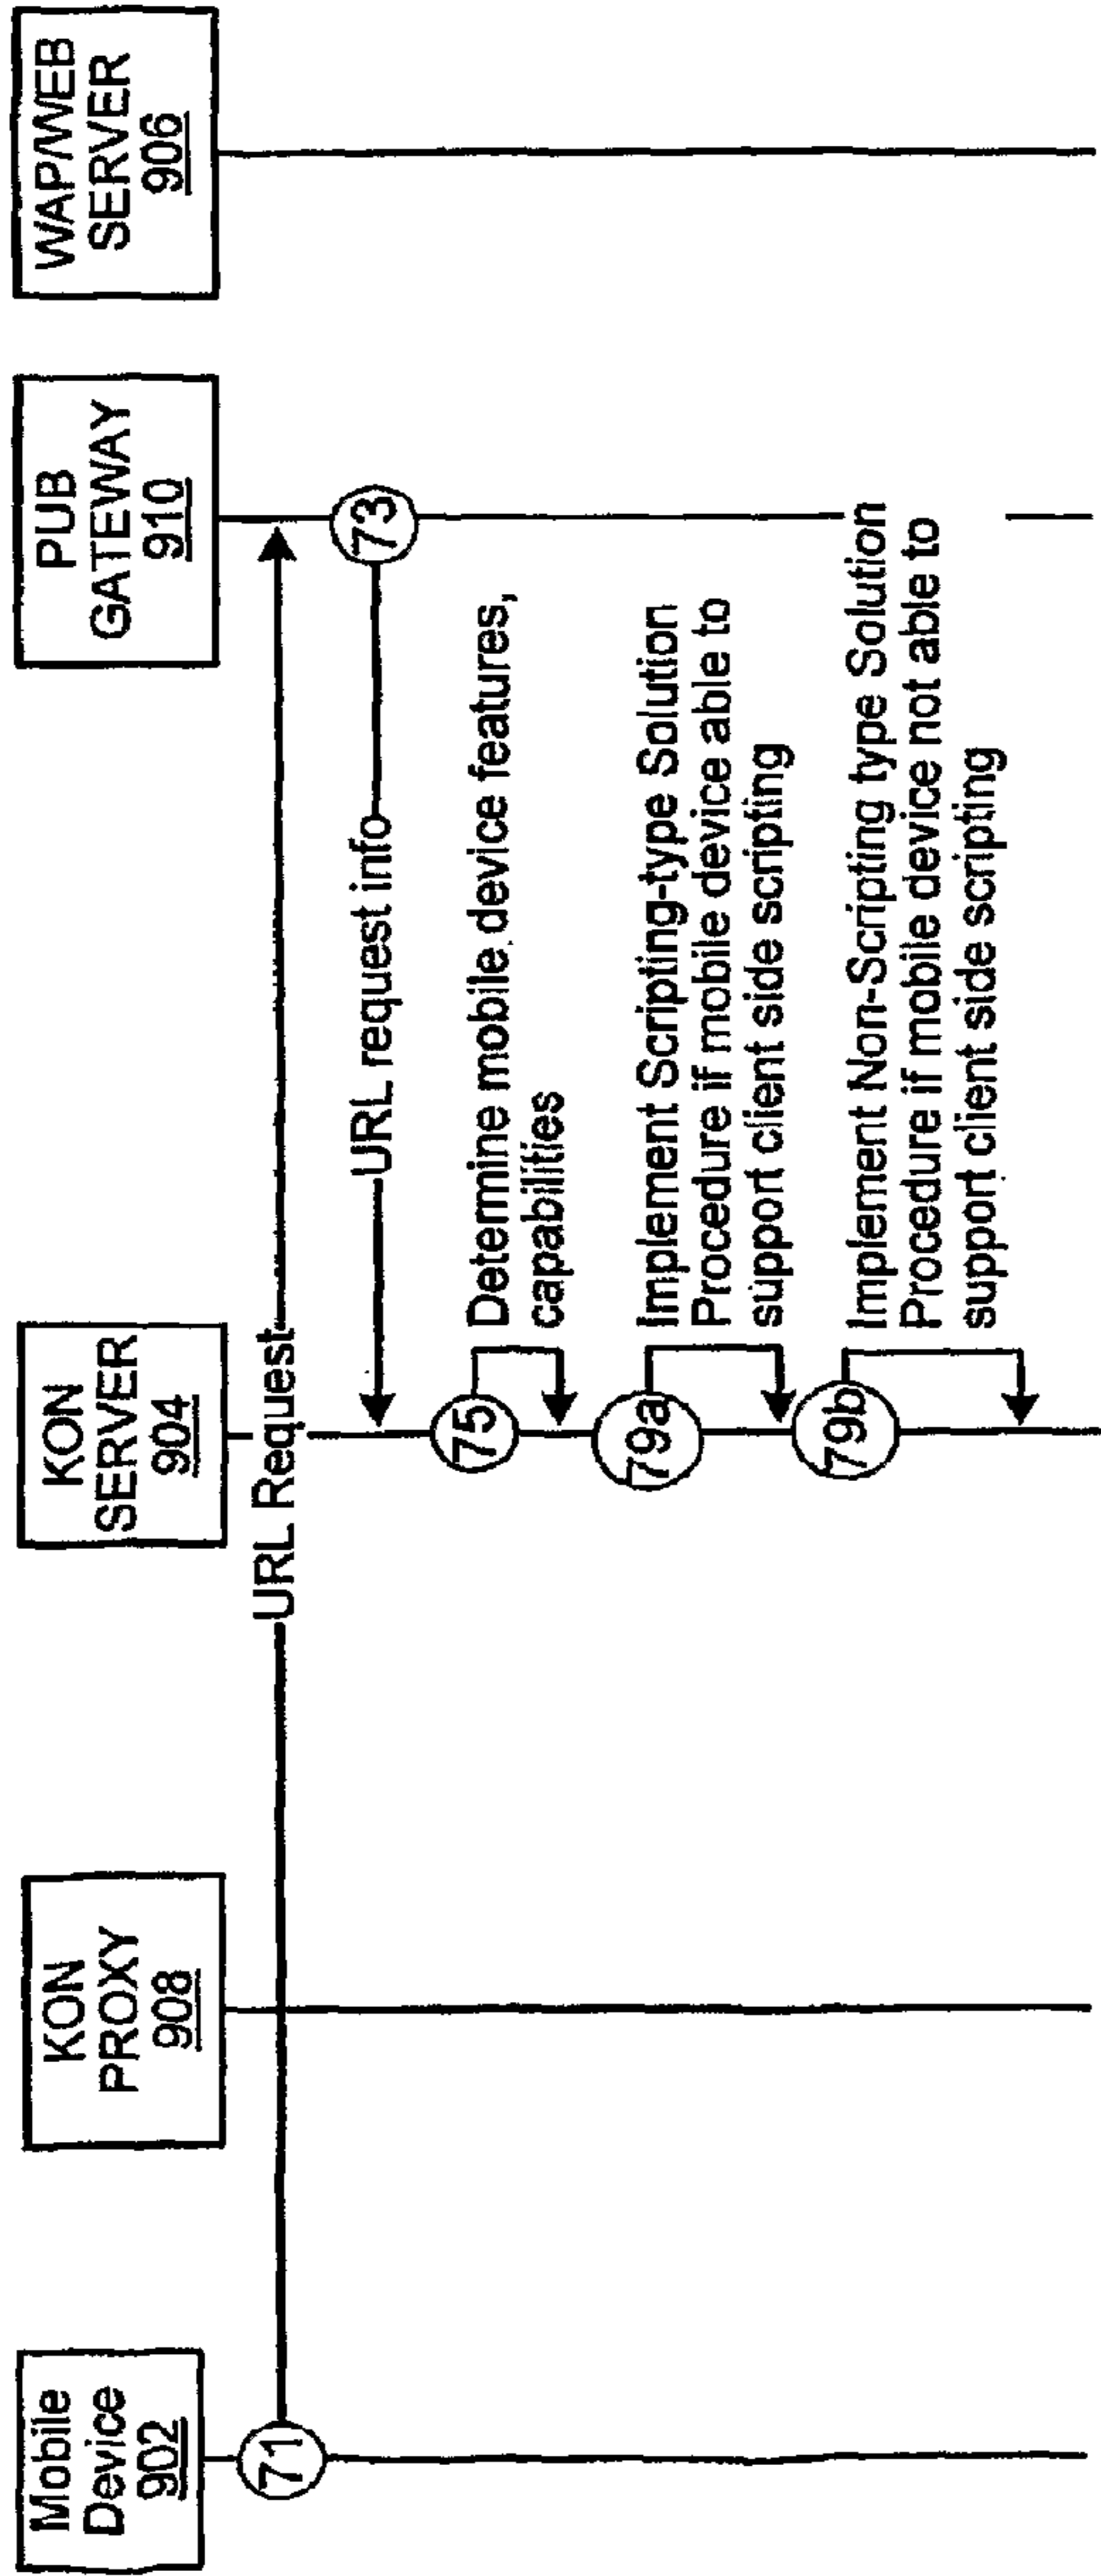 Mobile
Device
902
KON
PROXY
908
KON
SERVER
904
PUB
GATEWAY
910
WAP/WEB
SERVER
906
71
URL Request
73
URL request info
75
Determine mobile device features,
capabilities
79a
Implement Scripting-type Solution
Procedure if mobile device able to
support client side scripting
79b
Implement Non-Scripting type Solution
Procedure if mobile device not able to
support client side scripting